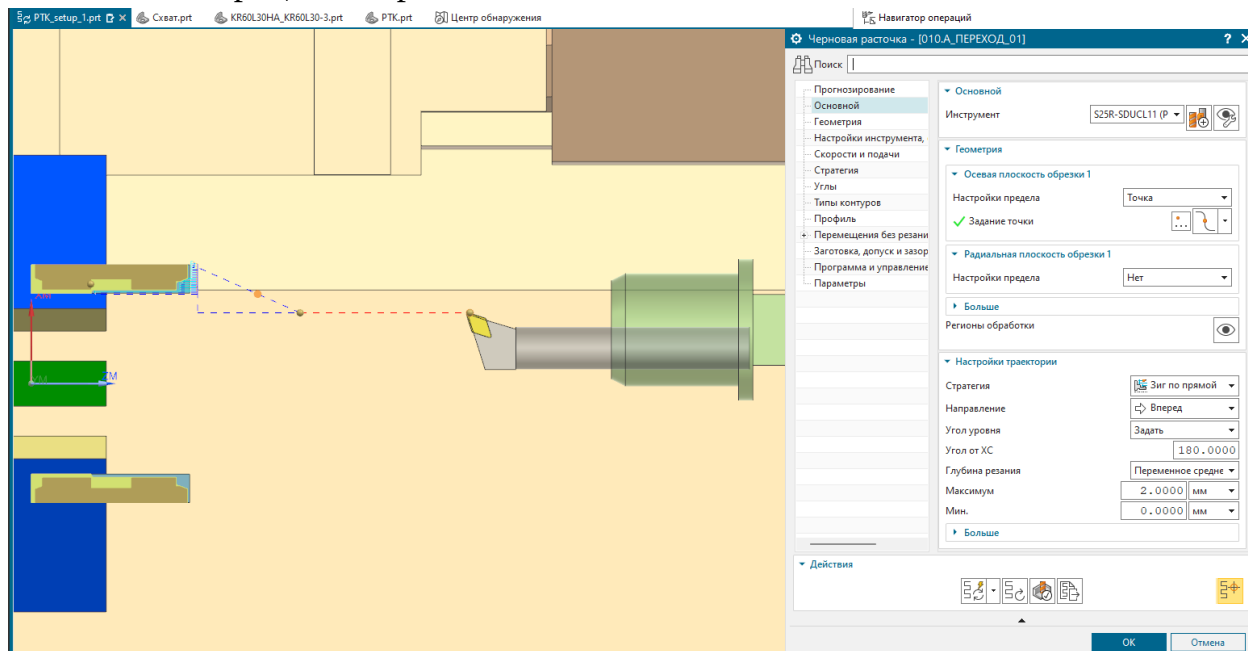 PTK_setup_1.prt
Схват.prt
KR60L30HA_KR60L30-3.prt
PTK.prt
Центр обнаружения
Навигатор операций
Черновая расточка - [010.A_ПЕРЕХОД_01]
Поиск
Прогнозирование
Основной
Геометрия
Настройки инструмента,
Скорости и подачи
Стратегия
Углы
Типы контуров
Профиль
Перемещения без резани
Заготовка, допуск и зазор
Программа и управление
Параметры
Основной
Инструмент
S25R-SDUCL11 (P
Геометрия
Осевая плоскость обрезки 1
Настройки предела
Точка
Задание точки
Радиальная плоскость обрезки 1
Настройки предела
Нет
Больше
Регионы обработки
Настройки траектории
Стратегия
Зиг по прямой
Направление
Вперед
Угол уровня
Задать
Угол от XC
180.0000
Глубина резания
Переменное средне
Максимум
2.0000 мм
Мин.
0.0000 мм
Больше
Действия
OK
Отмена
XM
YM
ZM